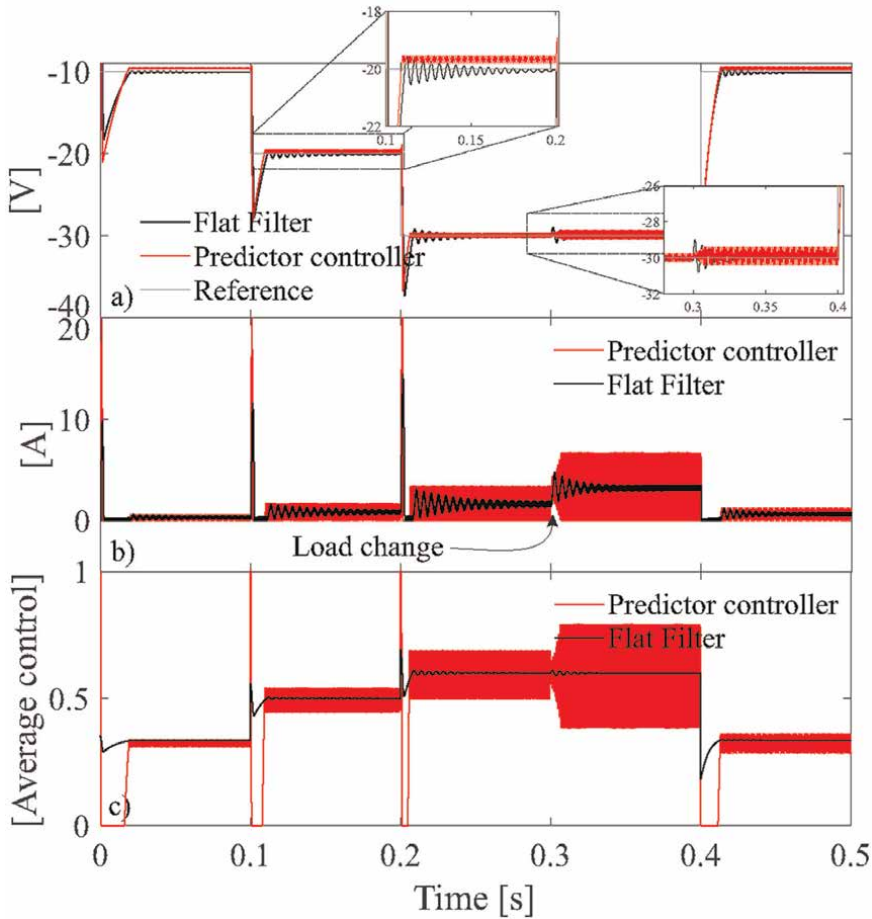 -18
-20
-22
0.1
0.15
0.2
-10
-20
-30
-40
[V]
Flat Filter
Predictor controller
Reference
a)
-26
-28
-30
-32
0.3
0.35
0.4
20
10
0
[A]
Predictor controller
Flat Filter
Load change
b)
1
0.5
0
[Average control]
Predictor controller
Flat Filter
c)
0
0.1
0.2
0.3
0.4
0.5
Time [s]